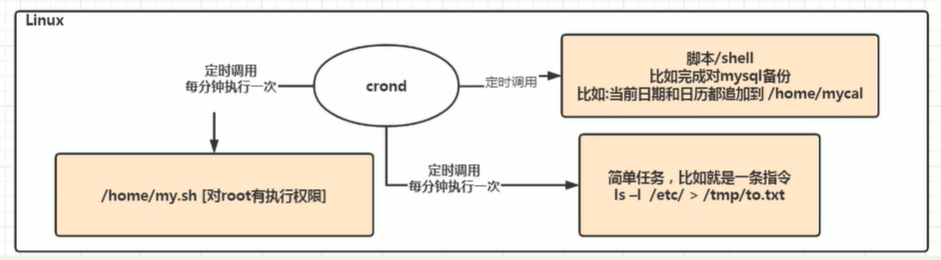 Linux
定时调用
每分钟执行一次
crond
定时调用
脚本/shell
比如完成对mysql备份
比如:当前日期和日历都追加到 /home/mycal
/home/my.sh [对root有执行权限]
定时调用
每分钟执行一次
简单任务，比如就是一条指令
ls –l /etc/ > /tmp/to.txt